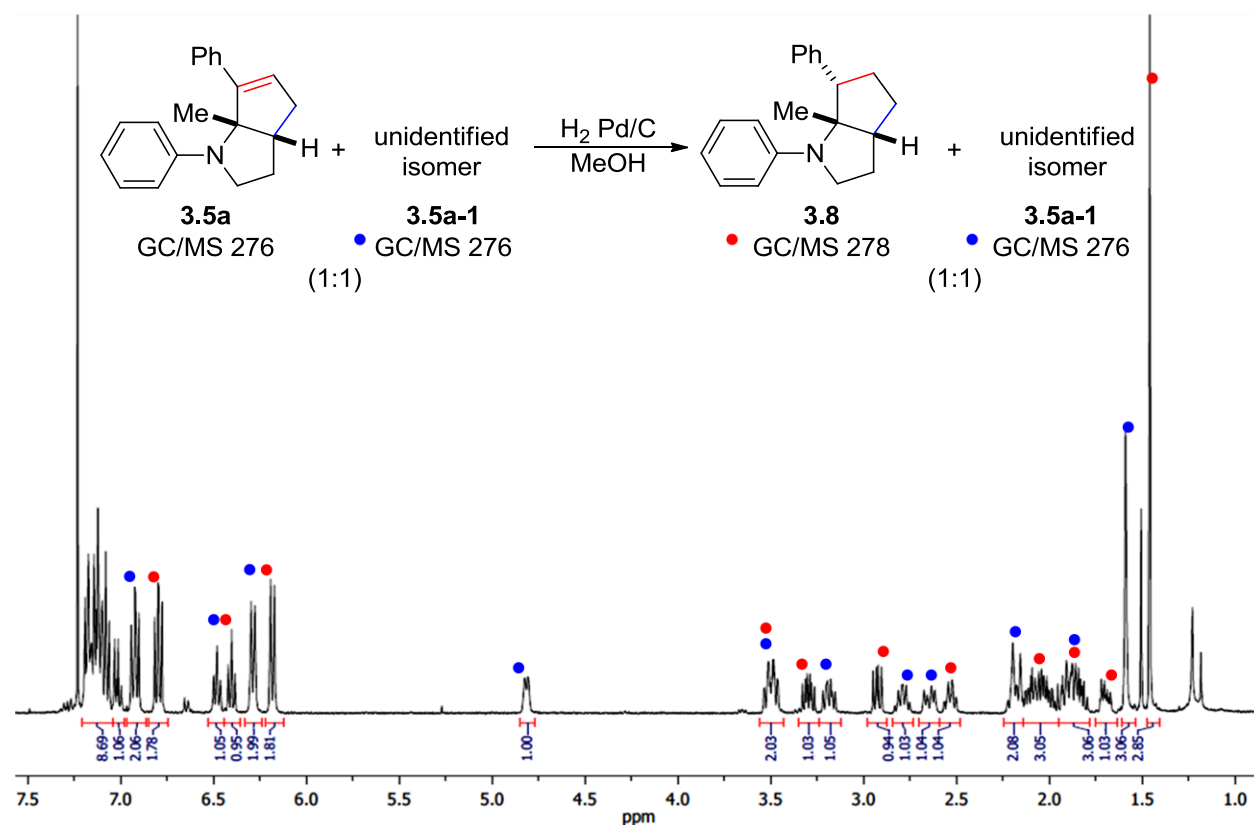 Ph
Me
N
H
+
unidentified
isomer
H2 Pd/C
MeOH
Ph
Me
N
H
+
unidentified
isomer
3.5a
3.5a-1
3.8
3.5a-1
GC/MS 276
GC/MS 276
GC/MS 278
GC/MS 276
(1:1)
(1:1)
8.69 1.06 2.06 1.78 1.05 0.95 1.99 1.81 1.00 2.03 1.03 1.05 0.94 1.03 1.04 1.04 2.08 3.05 3.06 1.03 3.06 2.85
7.5 7.0 6.5 6.0 5.5 5.0 4.5 4.0 3.5 3.0 2.5 2.0 1.5 1.0
ppm